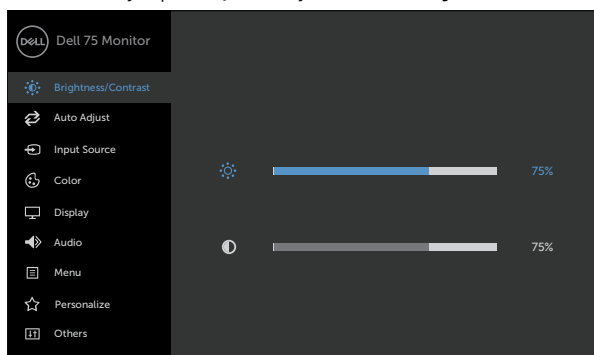 DELL Dell 75 Monitor
Brightness/Contrast
Auto Adjust
Input Source
75%
Color
Display
Audio
75%
Menu
Personalize
Others